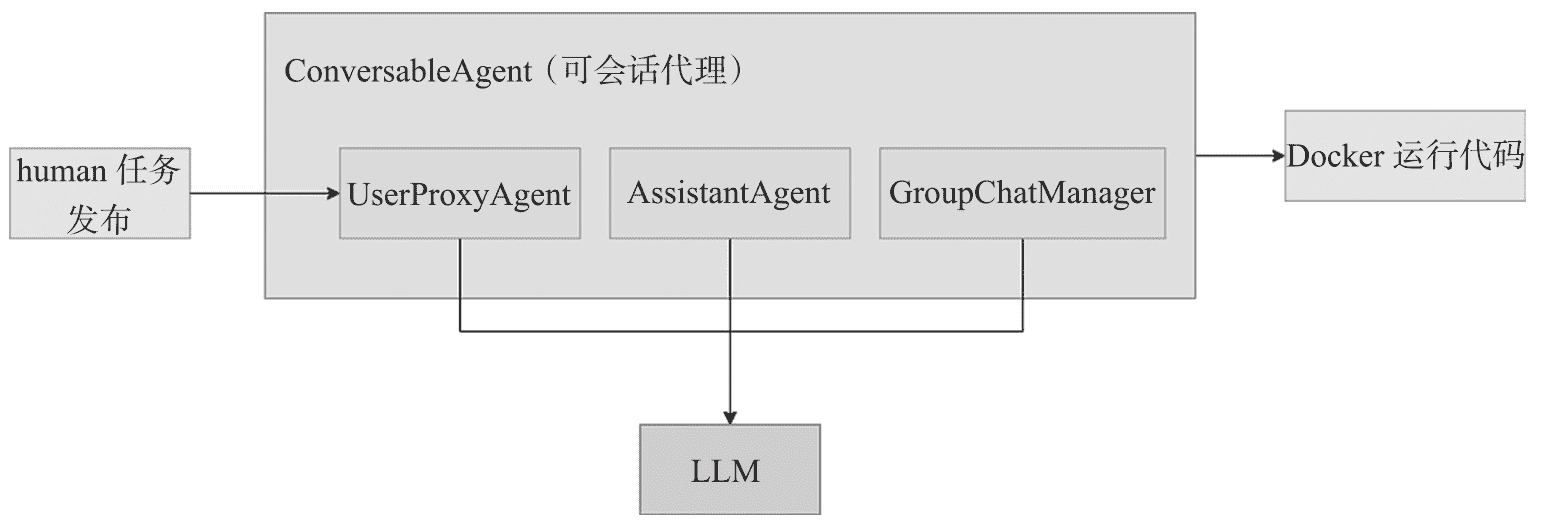 ConversableAgent（可会话代理）
human 任务
发布
UserProxyAgent
AssistantAgent
GroupChatManager
Docker 运行代码
LLM